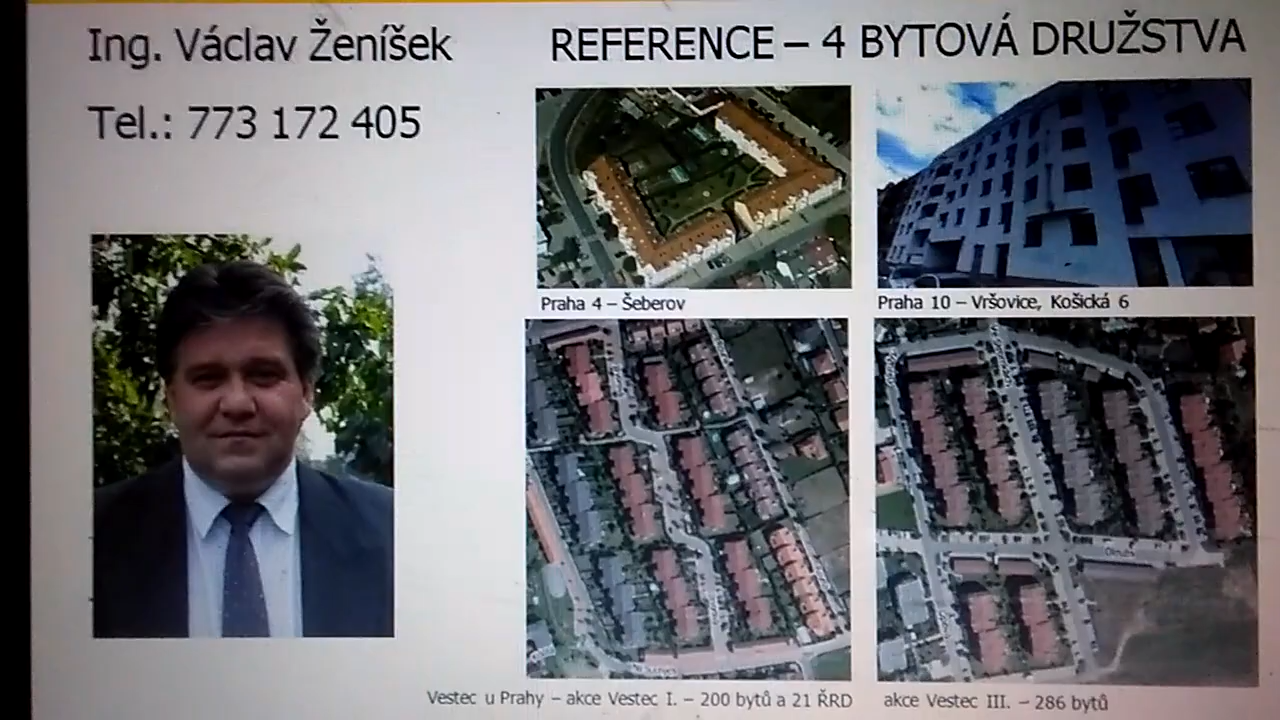 Ing. Václav Ženíšek
Tel.: 773 172 405
REFERENCE – 4 BYTOVÁ DRUŽSTVA
Praha 4 – Šeberov
Praha 10 – Vršovice, Košická 6
Vestec u Prahy – akce Vestec I. – 200 bytů a 21 ŘRD
akce Vestec III. – 286 bytů